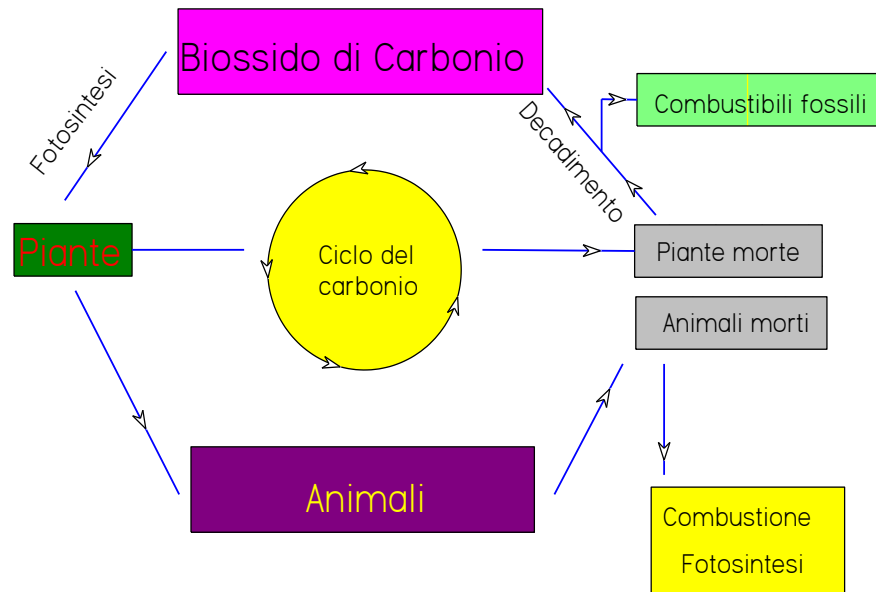 Biossido di Carbonio
Combustibili fossili
Fotosintesi
Decadimento
Piante
Ciclo del
carbonio
Piante morte
Animali morti
Animali
Combustione
Fotosintesi